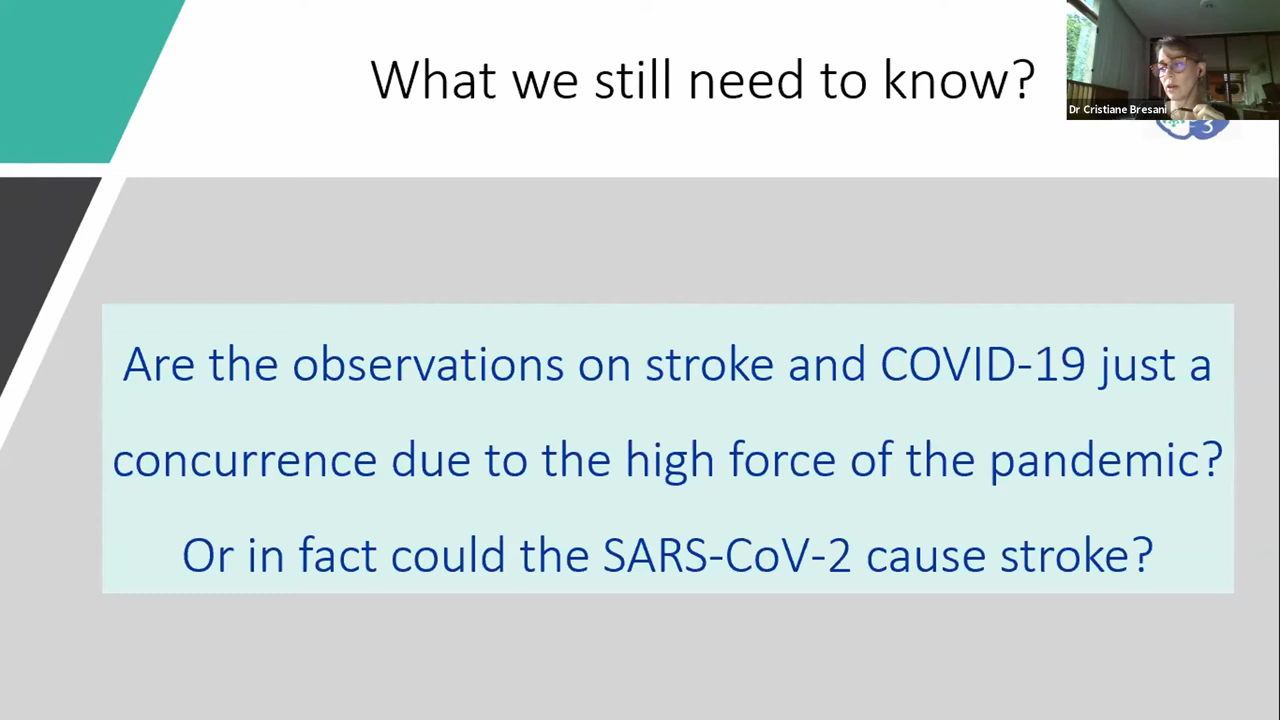 What we still need to know?
Dr Cristiane Bresani
3
Are the observations on stroke and COVID-19 just a
concurrence due to the high force of the pandemic?
Or in fact could the SARS-CoV-2 cause stroke?